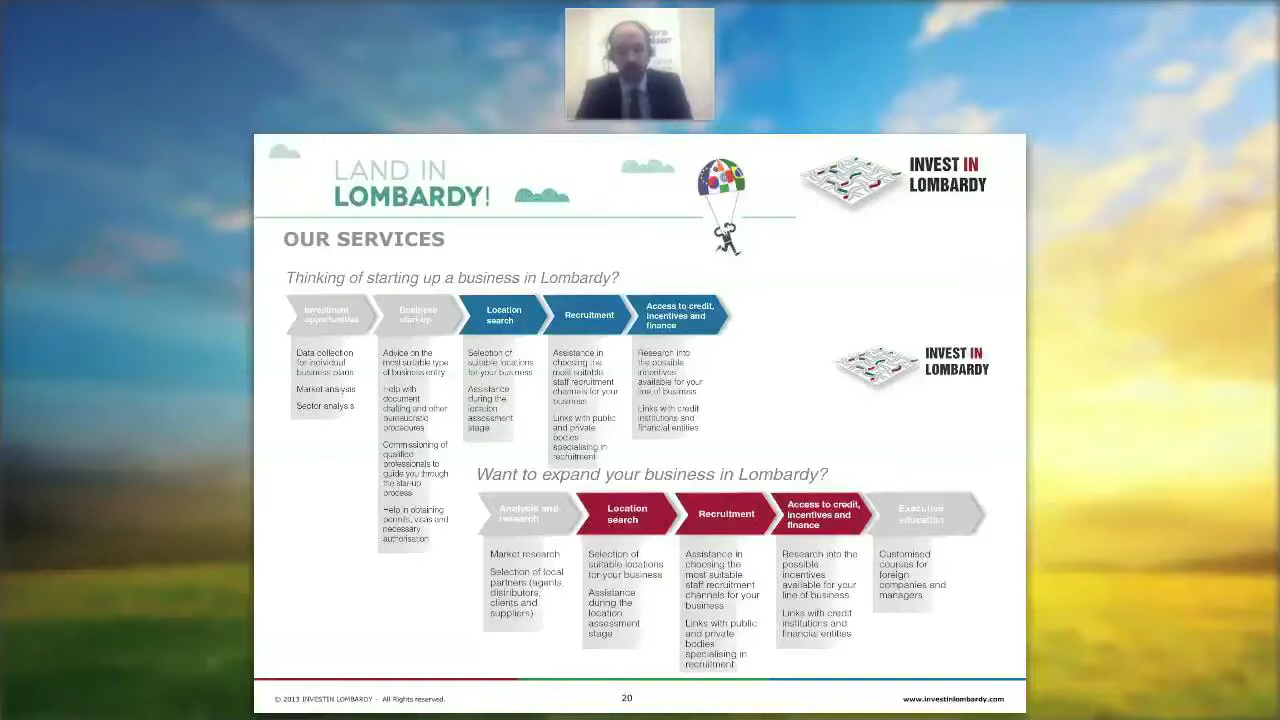 LAND IN
LOMBARDY!
INVEST IN
LOMBARDY
OUR SERVICES
Thinking of starting up a business in Lombardy?
Investment
opportunities
Business
start-up
Location
search
Recruitment
Access to credit,
incentives and
finance
Data collection
for individual
business plans
Market analysis
Sector analysis
Advice on the
most suitable type
of business entity
Help with
document
drafting and other
bureaucratic
procedures
Commissioning of
qualified
professionals to
guide you through
the start-up
process
Help in obtaining
permits, visas and
necessary
authorisation
Selection of
suitable locations
for your business
Assistance
during the
location
assessment
stage
Assistance in
choosing the
most suitable
staff recruitment
channels for your
business
Links with public
and private
bodies
specialising in
recruitment
Research into
the possible
incentives
available for your
line of business
Links with credit
institutions and
financial entities
INVEST IN
LOMBARDY
Want to expand your business in Lombardy?
Analysis and
research
Location
search
Recruitment
Access to credit,
incentives and
finance
Executive
education
Market research
Selection of local
partners (agents,
distributors,
clients and
suppliers)
Selection of
suitable locations
for your business
Assistance
during the
location
assessment
stage
Assistance in
choosing the
most suitable
staff recruitment
channels for your
business
Links with public
and private
bodies
specialising in
recruitment
Research into the
possible
incentives
available for your
line of business
Links with credit
institutions and
financial entities
Customised
courses for
foreign
companies and
managers
© 2013 INVESTIN LOMBARDY - All Rights reserved.
20
www.investinlombardy.com